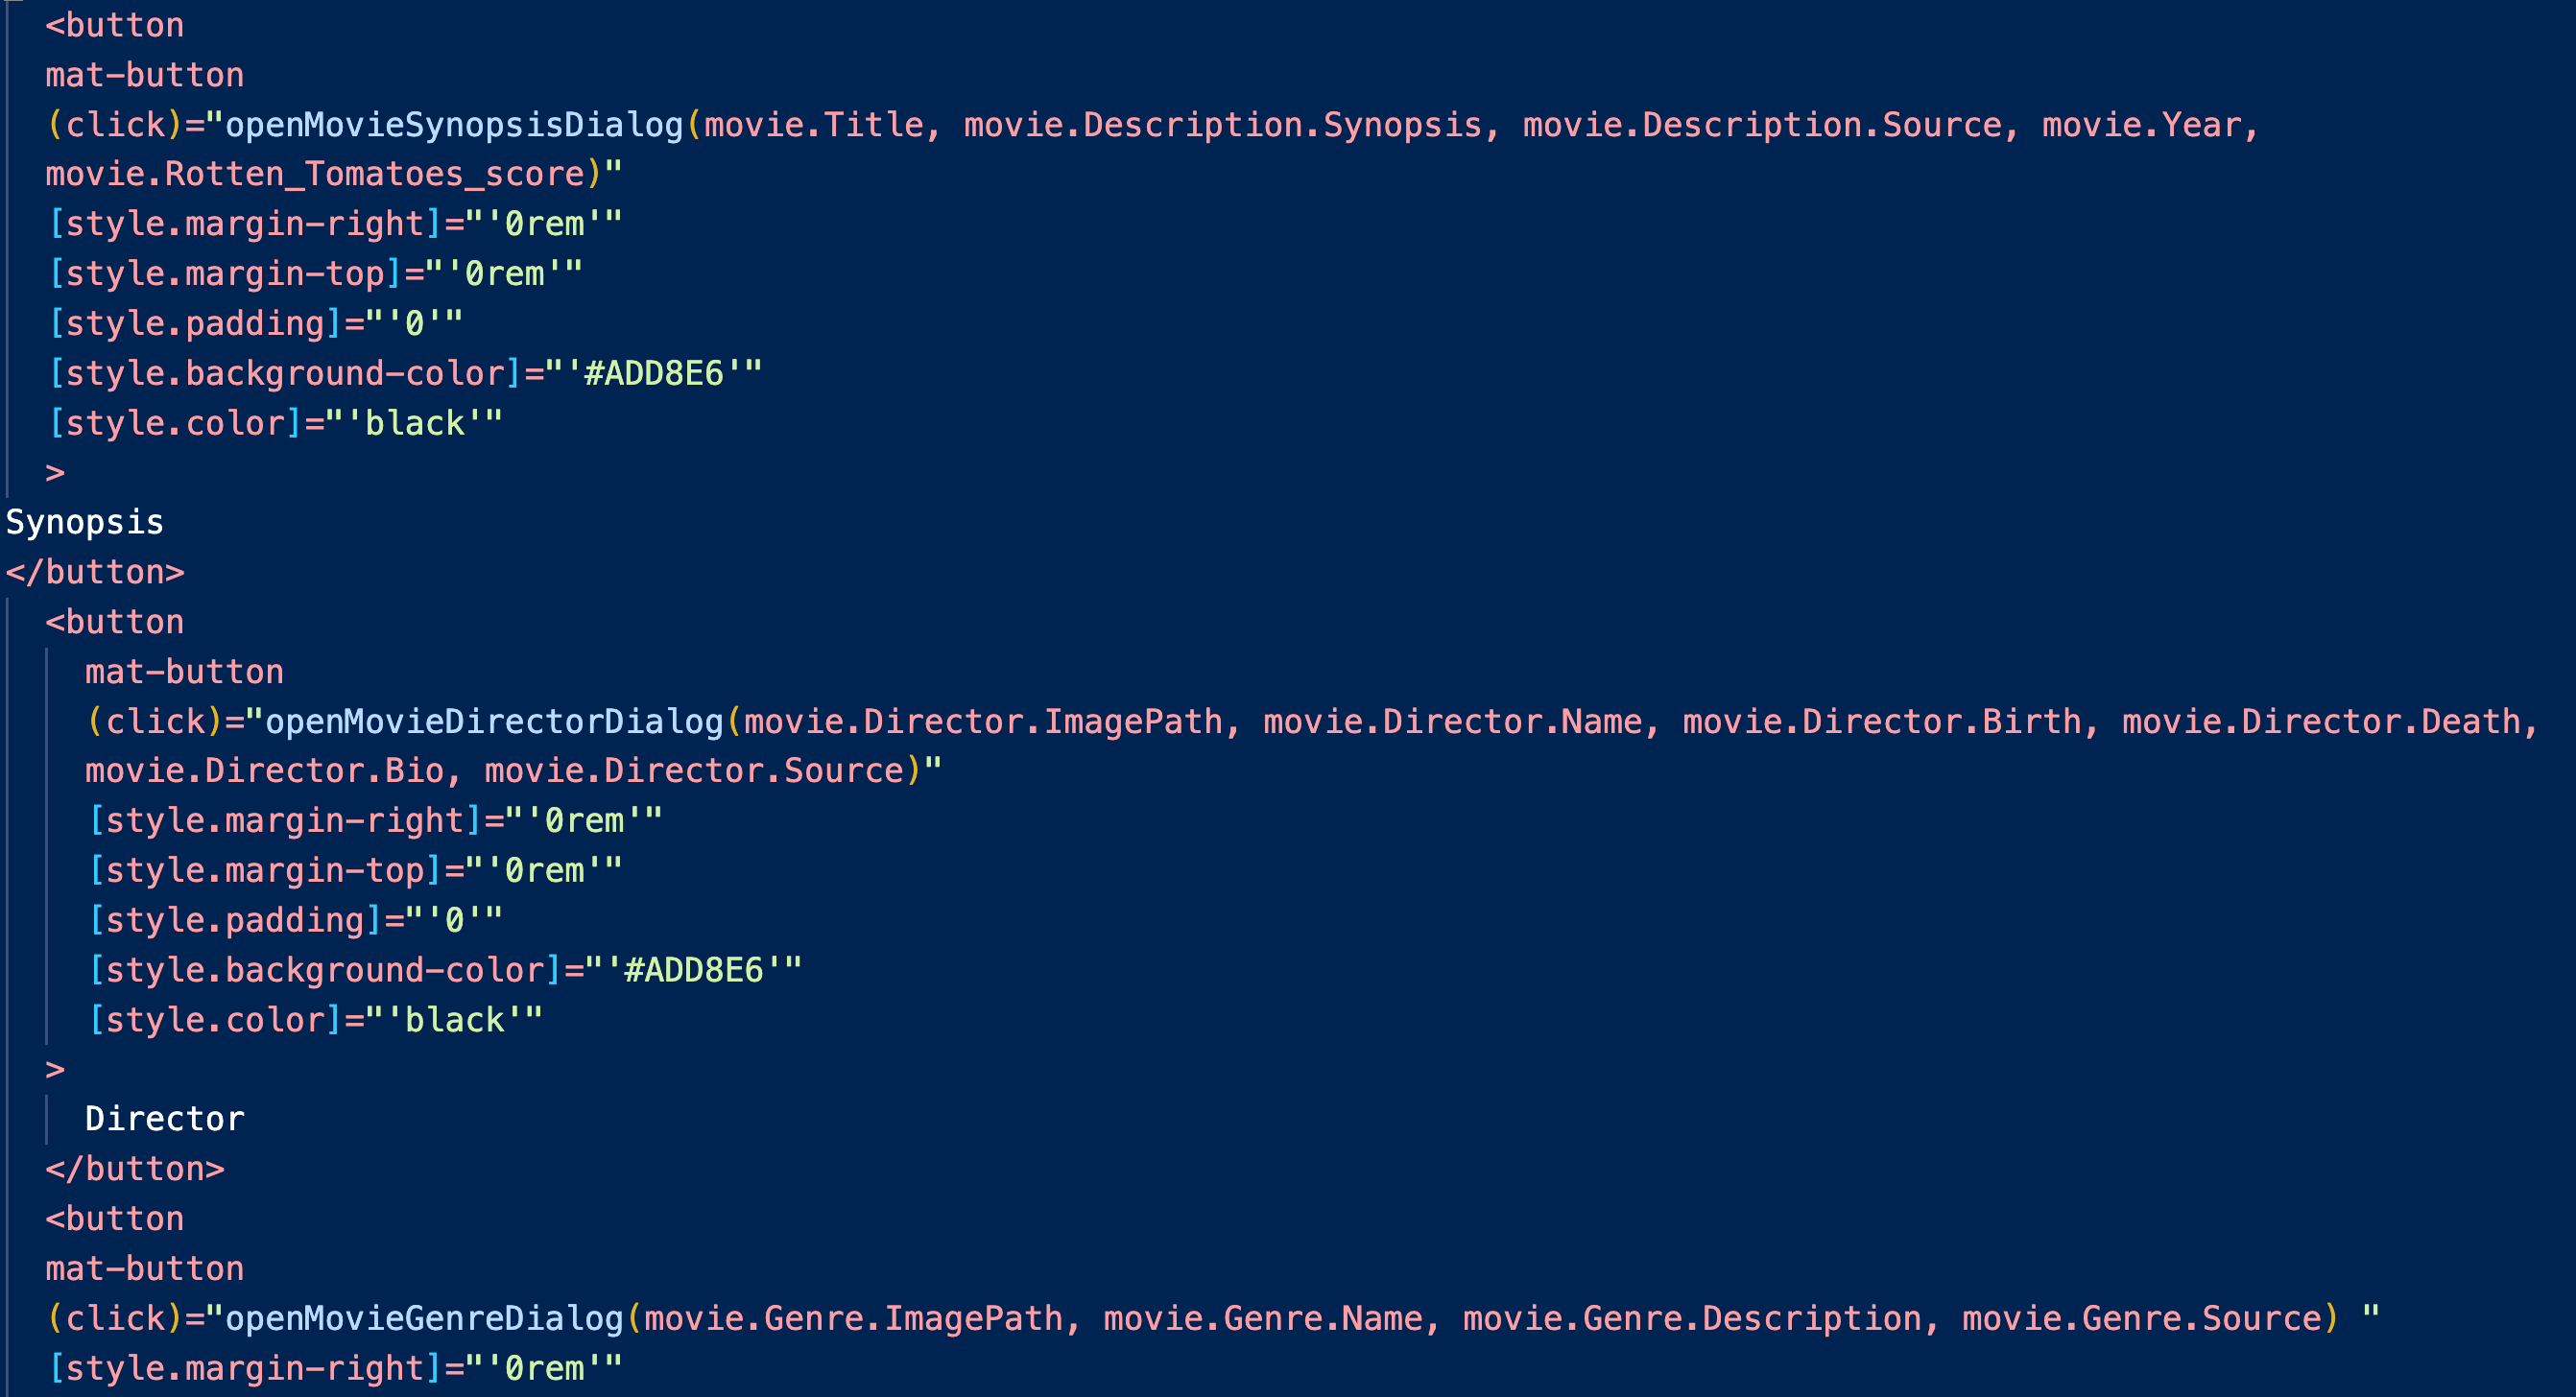 <button
mat-button
(click)="openMovieSynopsisDialog(movie.Title, movie.Description.Synopsis, movie.Description.Source, movie.Year,
movie.Rotten_Tomatoes_score)"
[style.margin-right]="'0rem'"
[style.margin-top]="'0rem'"
[style.padding]="'0'"
[style.background-color]="'#ADD8E6'"
[style.color]="'black'"
>
Synopsis
</button>
<button
mat-button
(click)="openMovieDirectorDialog(movie.Director.ImagePath, movie.Director.Name, movie.Director.Birth, movie.Director.Death,
movie.Director.Bio, movie.Director.Source)"
[style.margin-right]="'0rem'"
[style.margin-top]="'0rem'"
[style.padding]="'0'"
[style.background-color]="'#ADD8E6'"
[style.color]="'black'"
>
Director
</button>
<button
mat-button
(click)="openMovieGenreDialog(movie.Genre.ImagePath, movie.Genre.Name, movie.Genre.Description, movie.Genre.Source) "
[style.margin-right]="'0rem'"